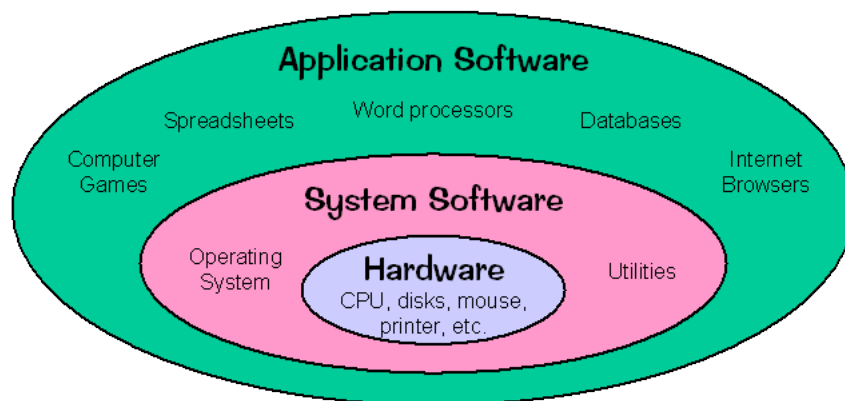 Application Software
Word processors
Spreadsheets
Databases
Computer
Games
Internet
Browsers
System Software
Operating
System
Utilities
Hardware
CPU, disks, mouse,
printer, etc.